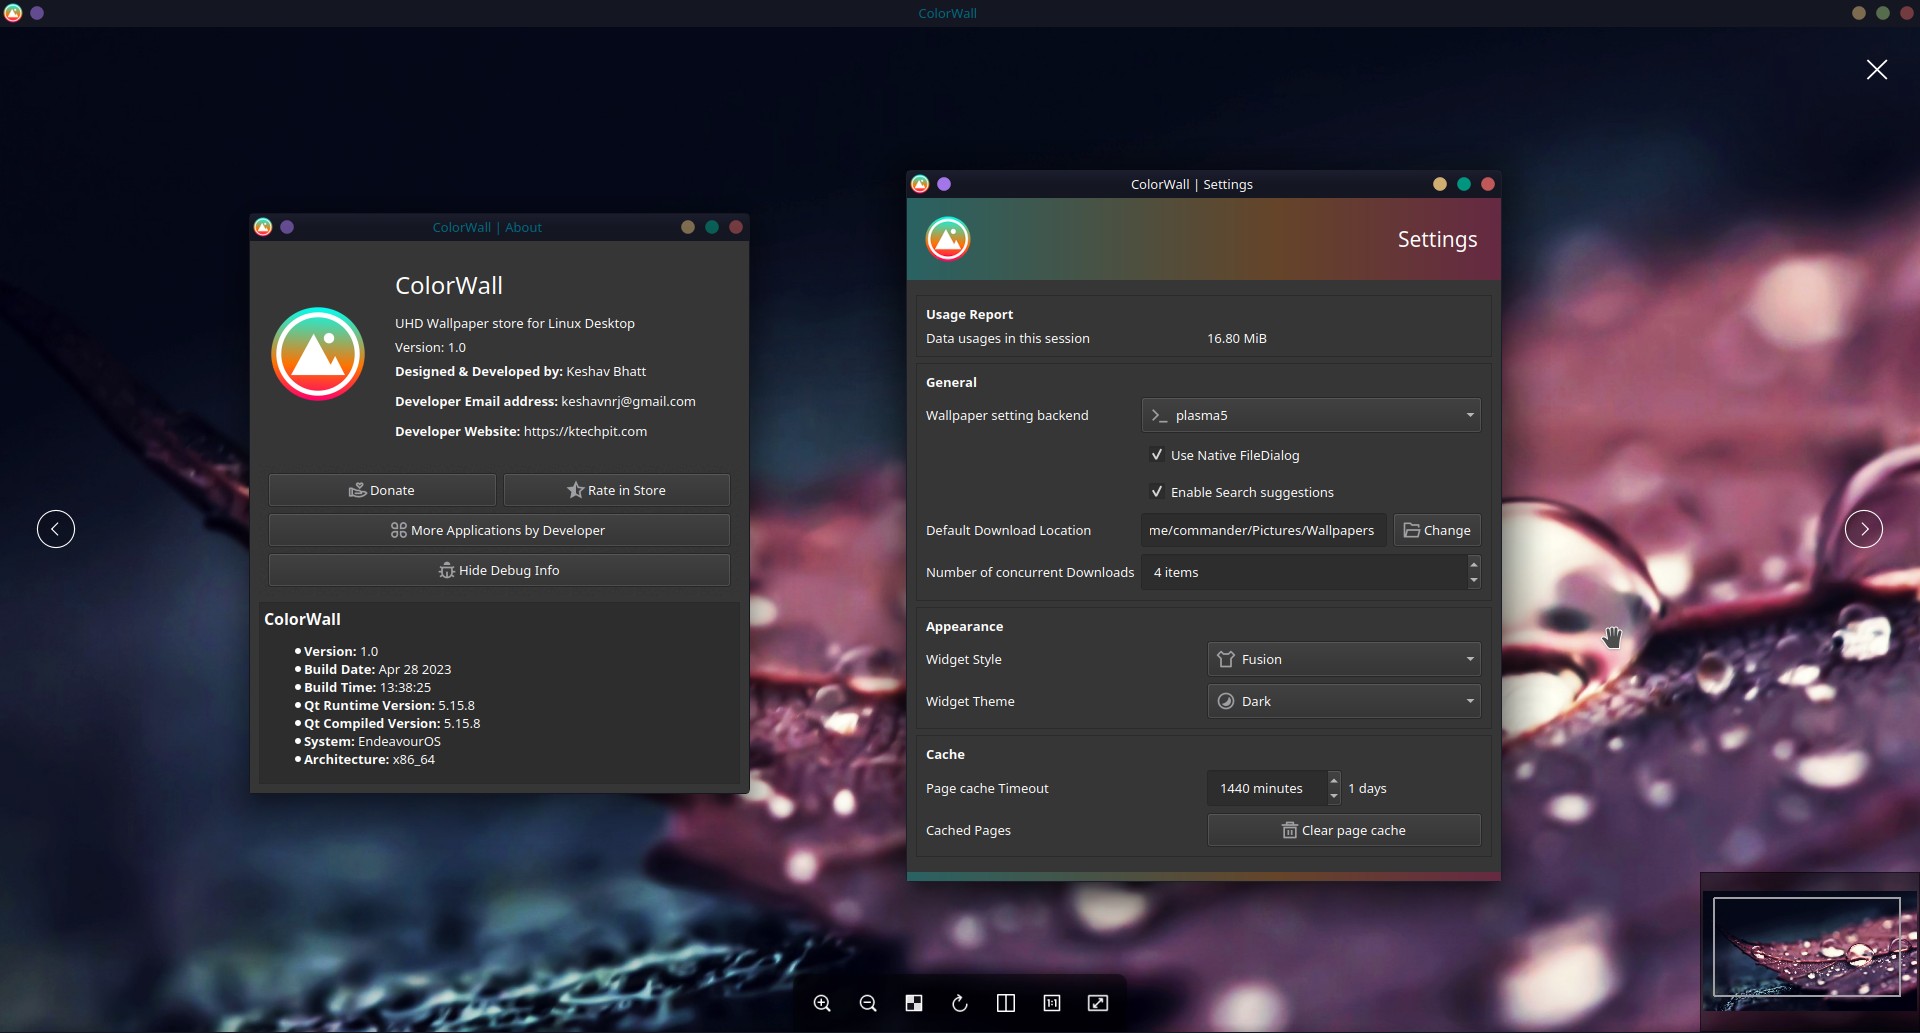 ColorWall
ColorWall | About
ColorWall
UHD Wallpaper store for Linux Desktop
Version: 1.0
Designed & Developed by: Keshav Bhatt
Developer Email address: keshavnrj@gmail.com
Developer Website: https://ktechpit.com
Donate
Rate in Store
More Applications by Developer
Hide Debug Info
ColorWall
Version: 1.0
Build Date: Apr 28 2023
Build Time: 13:38:25
Qt Runtime Version: 5.15.8
Qt Compiled Version: 5.15.8
System: EndeavourOS
Architecture: x86_64
ColorWall | Settings
Settings
Usage Report
Data usages in this session 16.80 MiB
General
Wallpaper setting backend plasma5
Use Native FileDialog
Enable Search suggestions
Default Download Location me/commander/Pictures/Wallpapers Change
Number of concurrent Downloads 4 items
Appearance
Widget Style Fusion
Widget Theme Dark
Cache
Page cache Timeout 1440 minutes 1 days
Cached Pages Clear page cache
1:1